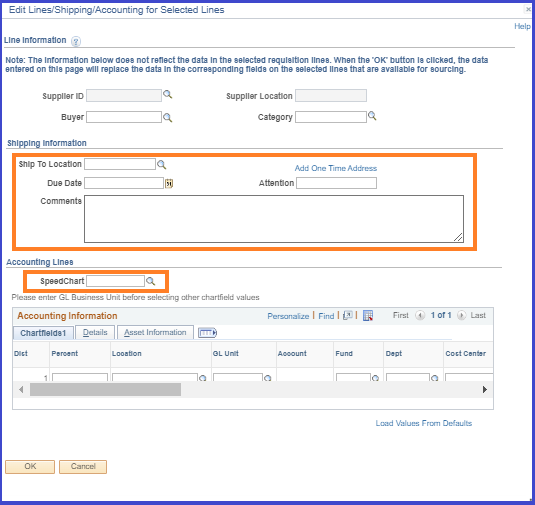 Edit Lines/Shipping/Accounting for Selected Lines
Help
Line Information
Note: The information below does not reflect the data in the selected requisition lines. When the 'OK' button is clicked, the data
entered on this page will replace the data in the corresponding fields on the selected lines that are available for sourcing.
Supplier ID Supplier Location
Buyer Category
Shipping Information
Ship To Location Add One Time Address
Due Date Attention
Comments
Accounting Lines
SpeedChart
Please enter GL Business Unit before selecting other chartfield values
Accounting Information Personalize | Find | First 1 of 1 Last
Chartfields1 Details Asset Information
Dist Percent Location GL Unit Account Fund Dept Cost Center
1
Load Values From Defaults
OK Cancel